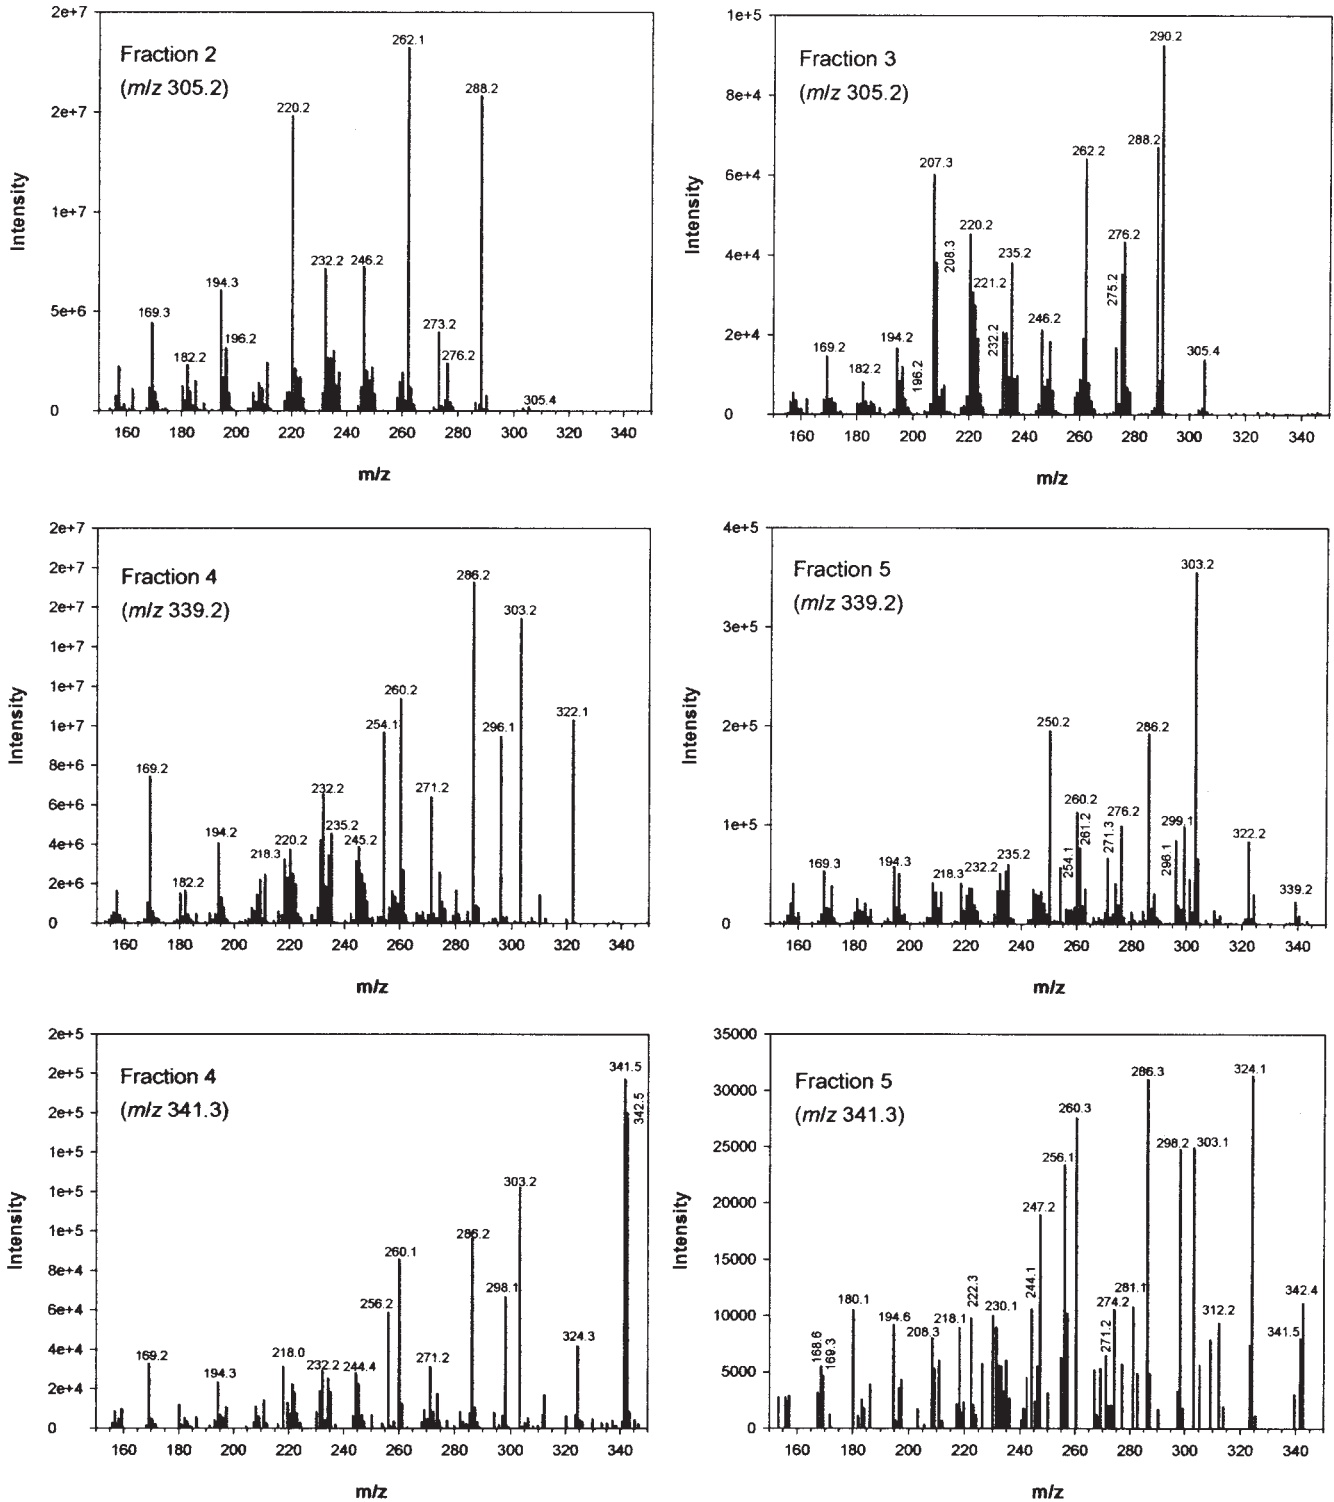 2e+7
2e+7
1e+7
5e+6
0
Intensity
Fraction 2
(m/z 305.2)
169.3
182.2
194.3
196.2
220.2
232.2
246.2
262.1
273.2
276.2
288.2
305.4
160 180 200 220 240 260 280 300 320 340
m/z
1e+5
8e+4
6e+4
4e+4
2e+4
0
Intensity
Fraction 3
(m/z 305.2)
169.2
182.2
194.2
196.2
207.3
208.3
220.2
221.2
232.2
235.2
246.2
262.2
275.2
276.2
288.2
290.2
305.4
160 180 200 220 240 260 280 300 320 340
m/z
2e+7
2e+7
2e+7
1e+7
1e+7
1e+7
8e+6
6e+6
4e+6
2e+6
0
Intensity
Fraction 4
(m/z 339.2)
169.2
182.2
194.2
218.3
220.2
232.2
235.2
245.2
254.1
260.2
271.2
286.2
296.1
303.2
322.1
160 180 200 220 240 260 280 300 320 340
m/z
4e+5
3e+5
2e+5
1e+5
0
Intensity
Fraction 5
(m/z 339.2)
169.3
194.3
218.3
232.2
235.2
250.2
254.1
260.2
261.2
271.3
276.2
286.2
296.1
299.1
303.2
322.2
339.2
160 180 200 220 240 260 280 300 320 340
m/z
2e+5
2e+5
2e+5
1e+5
1e+5
1e+5
8e+4
6e+4
4e+4
2e+4
0
Intensity
Fraction 4
(m/z 341.3)
169.2
194.3
218.0
232.2
244.4
256.2
260.1
271.2
286.2
298.1
303.2
324.3
341.5
342.5
160 180 200 220 240 260 280 300 320 340
m/z
35000
30000
25000
20000
15000
10000
5000
0
Intensity
Fraction 5
(m/z 341.3)
168.6
169.3
180.1
194.6
208.3
218.1
222.3
230.1
244.1
247.2
256.1
260.3
271.2
274.2
281.1
286.3
298.2
303.1
312.2
324.1
341.5
342.4
160 180 200 220 240 260 280 300 320 340
m/z